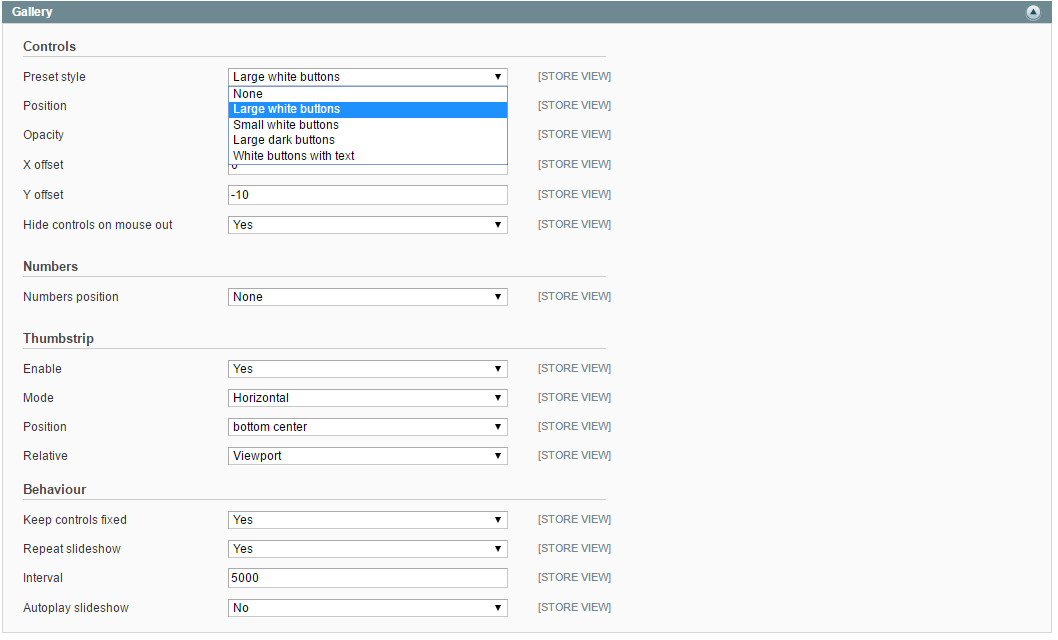 Gallery
Controls
Preset style Large white buttons [STORE VIEW]
None
Position Large white buttons [STORE VIEW]
Small white buttons
Opacity Large dark buttons [STORE VIEW]
White buttons with text
X offset [STORE VIEW]
Y offset -10 [STORE VIEW]
Hide controls on mouse out Yes [STORE VIEW]
Numbers
Numbers position None [STORE VIEW]
Thumbstrip
Enable Yes [STORE VIEW]
Mode Horizontal [STORE VIEW]
Position bottom center [STORE VIEW]
Relative Viewport [STORE VIEW]
Behaviour
Keep controls fixed Yes [STORE VIEW]
Repeat slideshow Yes [STORE VIEW]
Interval 5000 [STORE VIEW]
Autoplay slideshow No [STORE VIEW]